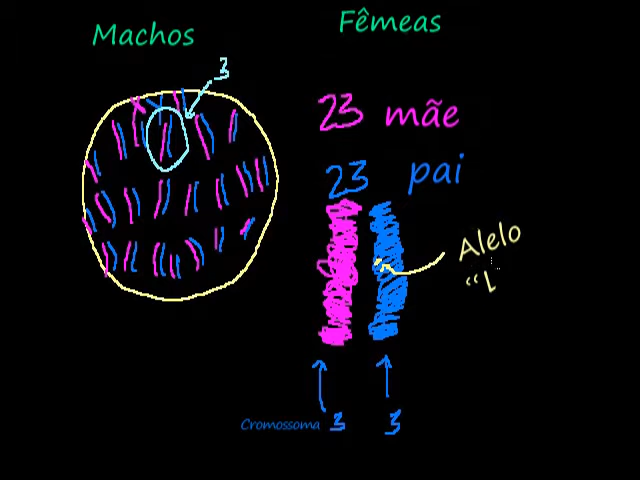 Machos
Fêmeas
3
23 mãe
23 pai
Alelo
“L
Cromossoma 3
3